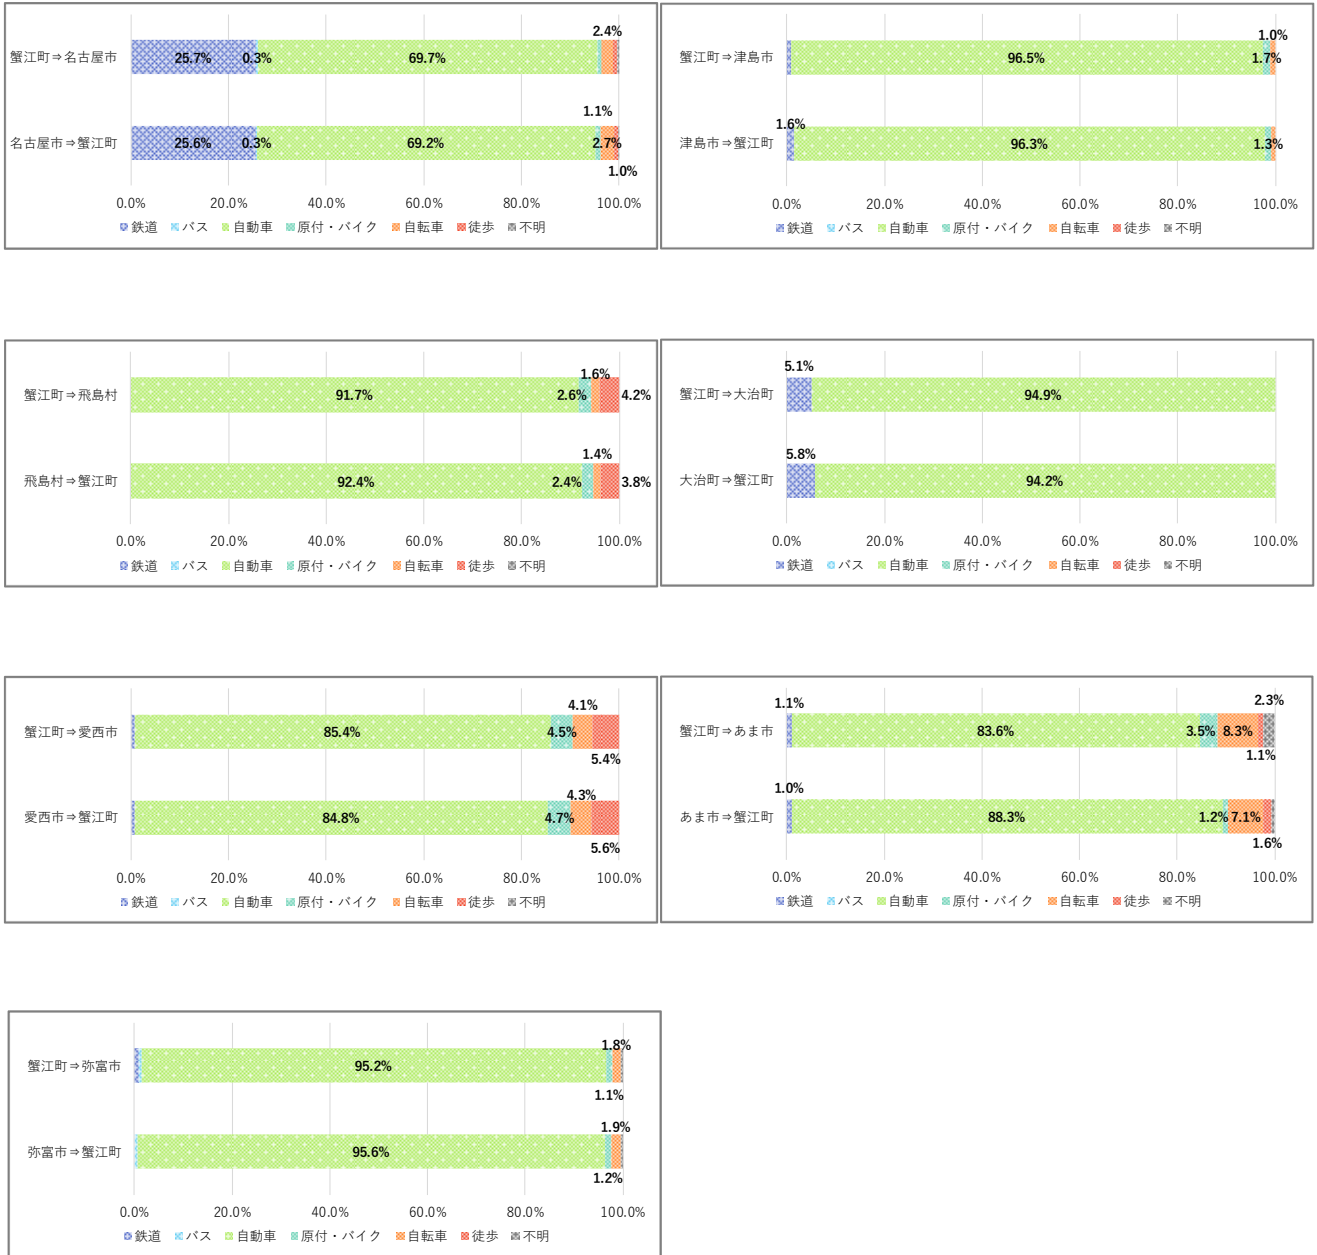 2.4%
蟹江町⇒名古屋市 25.7% 0.3% 69.7%
1.1%
名古屋市⇒蟹江町 25.6% 0.3% 69.2% 2.7%
1.0%
0.0% 20.0% 40.0% 60.0% 80.0% 100.0%
鉄道 バス 自動車 原付・バイク 自転車 徒歩 不明
1.0%
蟹江町⇒津島市 96.5% 1.7%
1.6%
津島市⇒蟹江町 96.3% 1.3%
0.0% 20.0% 40.0% 60.0% 80.0% 100.0%
鉄道 バス 自動車 原付・バイク 自転車 徒歩 不明
1.6%
蟹江町⇒飛島村 91.7% 2.6% 4.2%
1.4%
飛島村⇒蟹江町 92.4% 2.4% 3.8%
0.0% 20.0% 40.0% 60.0% 80.0% 100.0%
鉄道 バス 自動車 原付・バイク 自転車 徒歩 不明
5.1%
蟹江町⇒大治町 94.9%
5.8%
大治町⇒蟹江町 94.2%
0.0% 20.0% 40.0% 60.0% 80.0% 100.0%
鉄道 バス 自動車 原付・バイク 自転車 徒歩 不明
4.1%
蟹江町⇒愛西市 85.4% 4.5%
5.4%
4.3%
愛西市⇒蟹江町 84.8% 4.7%
5.6%
0.0% 20.0% 40.0% 60.0% 80.0% 100.0%
鉄道 バス 自動車 原付・バイク 自転車 徒歩 不明
1.1% 2.3%
蟹江町⇒あま市 83.6% 3.5% 8.3%
1.1%
1.0%
あま市⇒蟹江町 88.3% 1.2% 7.1%
1.6%
0.0% 20.0% 40.0% 60.0% 80.0% 100.0%
鉄道 バス 自動車 原付・バイク 自転車 徒歩 不明
1.8%
蟹江町⇒弥富市 95.2%
1.1%
1.9%
弥富市⇒蟹江町 95.6%
1.2%
0.0% 20.0% 40.0% 60.0% 80.0% 100.0%
鉄道 バス 自動車 原付・バイク 自転車 徒歩 不明